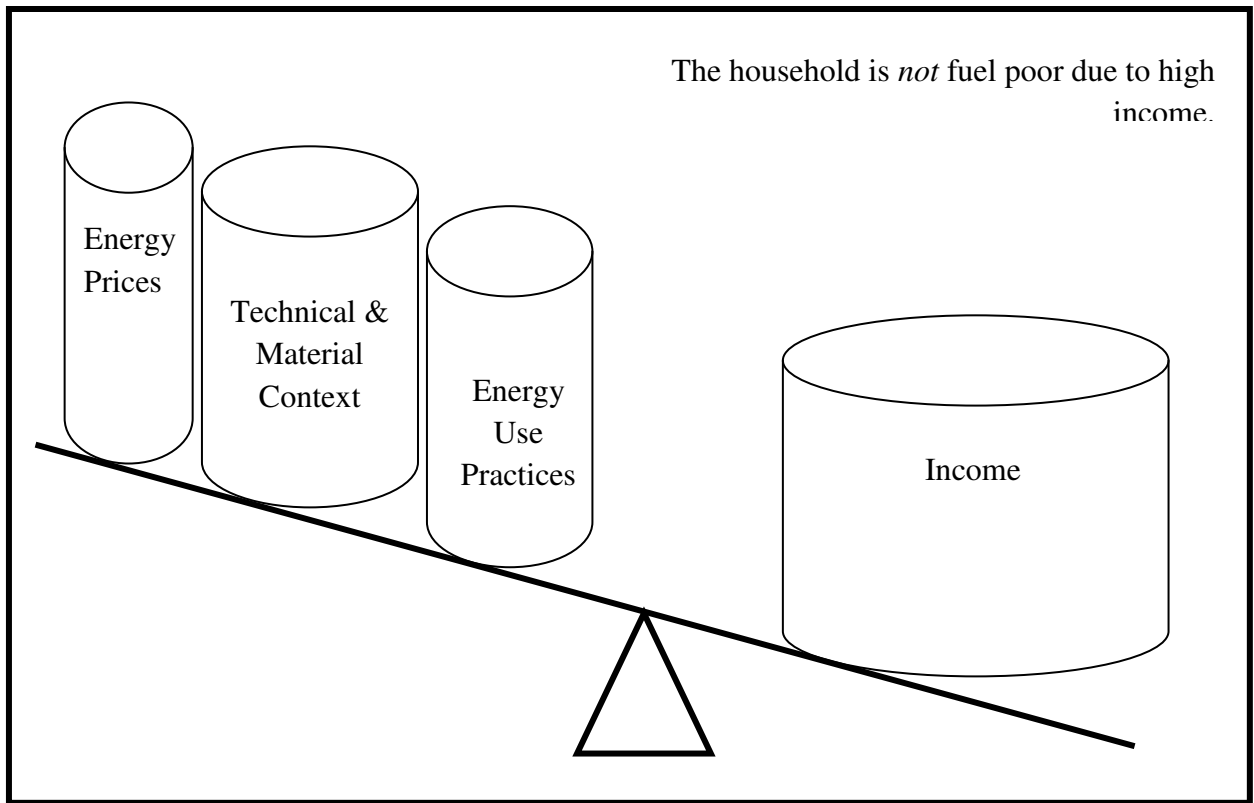 The household is not fuel poor due to high
income.
Energy
Prices
Technical &
Material
Context
Energy
Use
Practices
Income